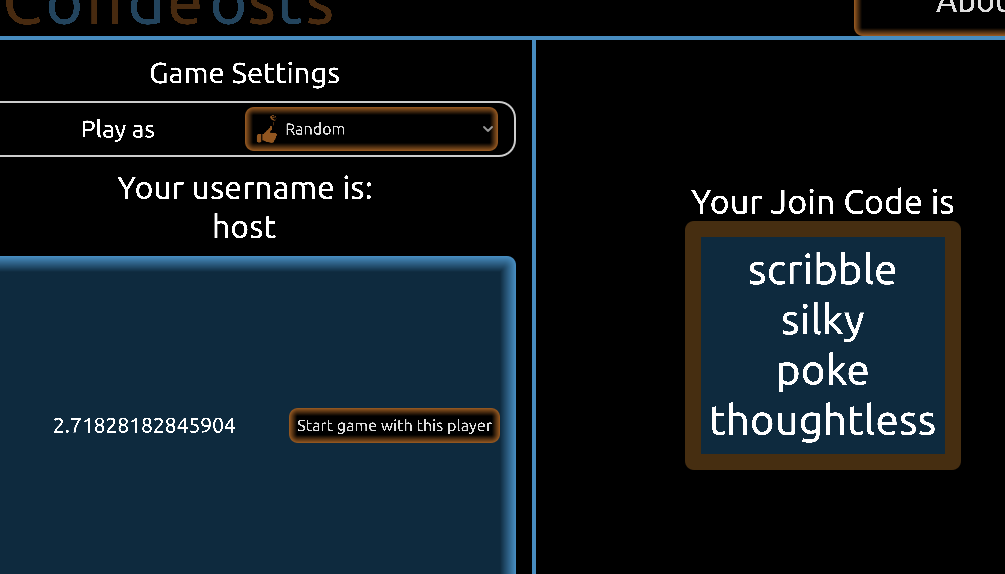 Game Settings
Play as
Random
Your username is:
host
2.71828182845904
Start game with this player
Your Join Code is
scribble
silky
poke
thoughtless